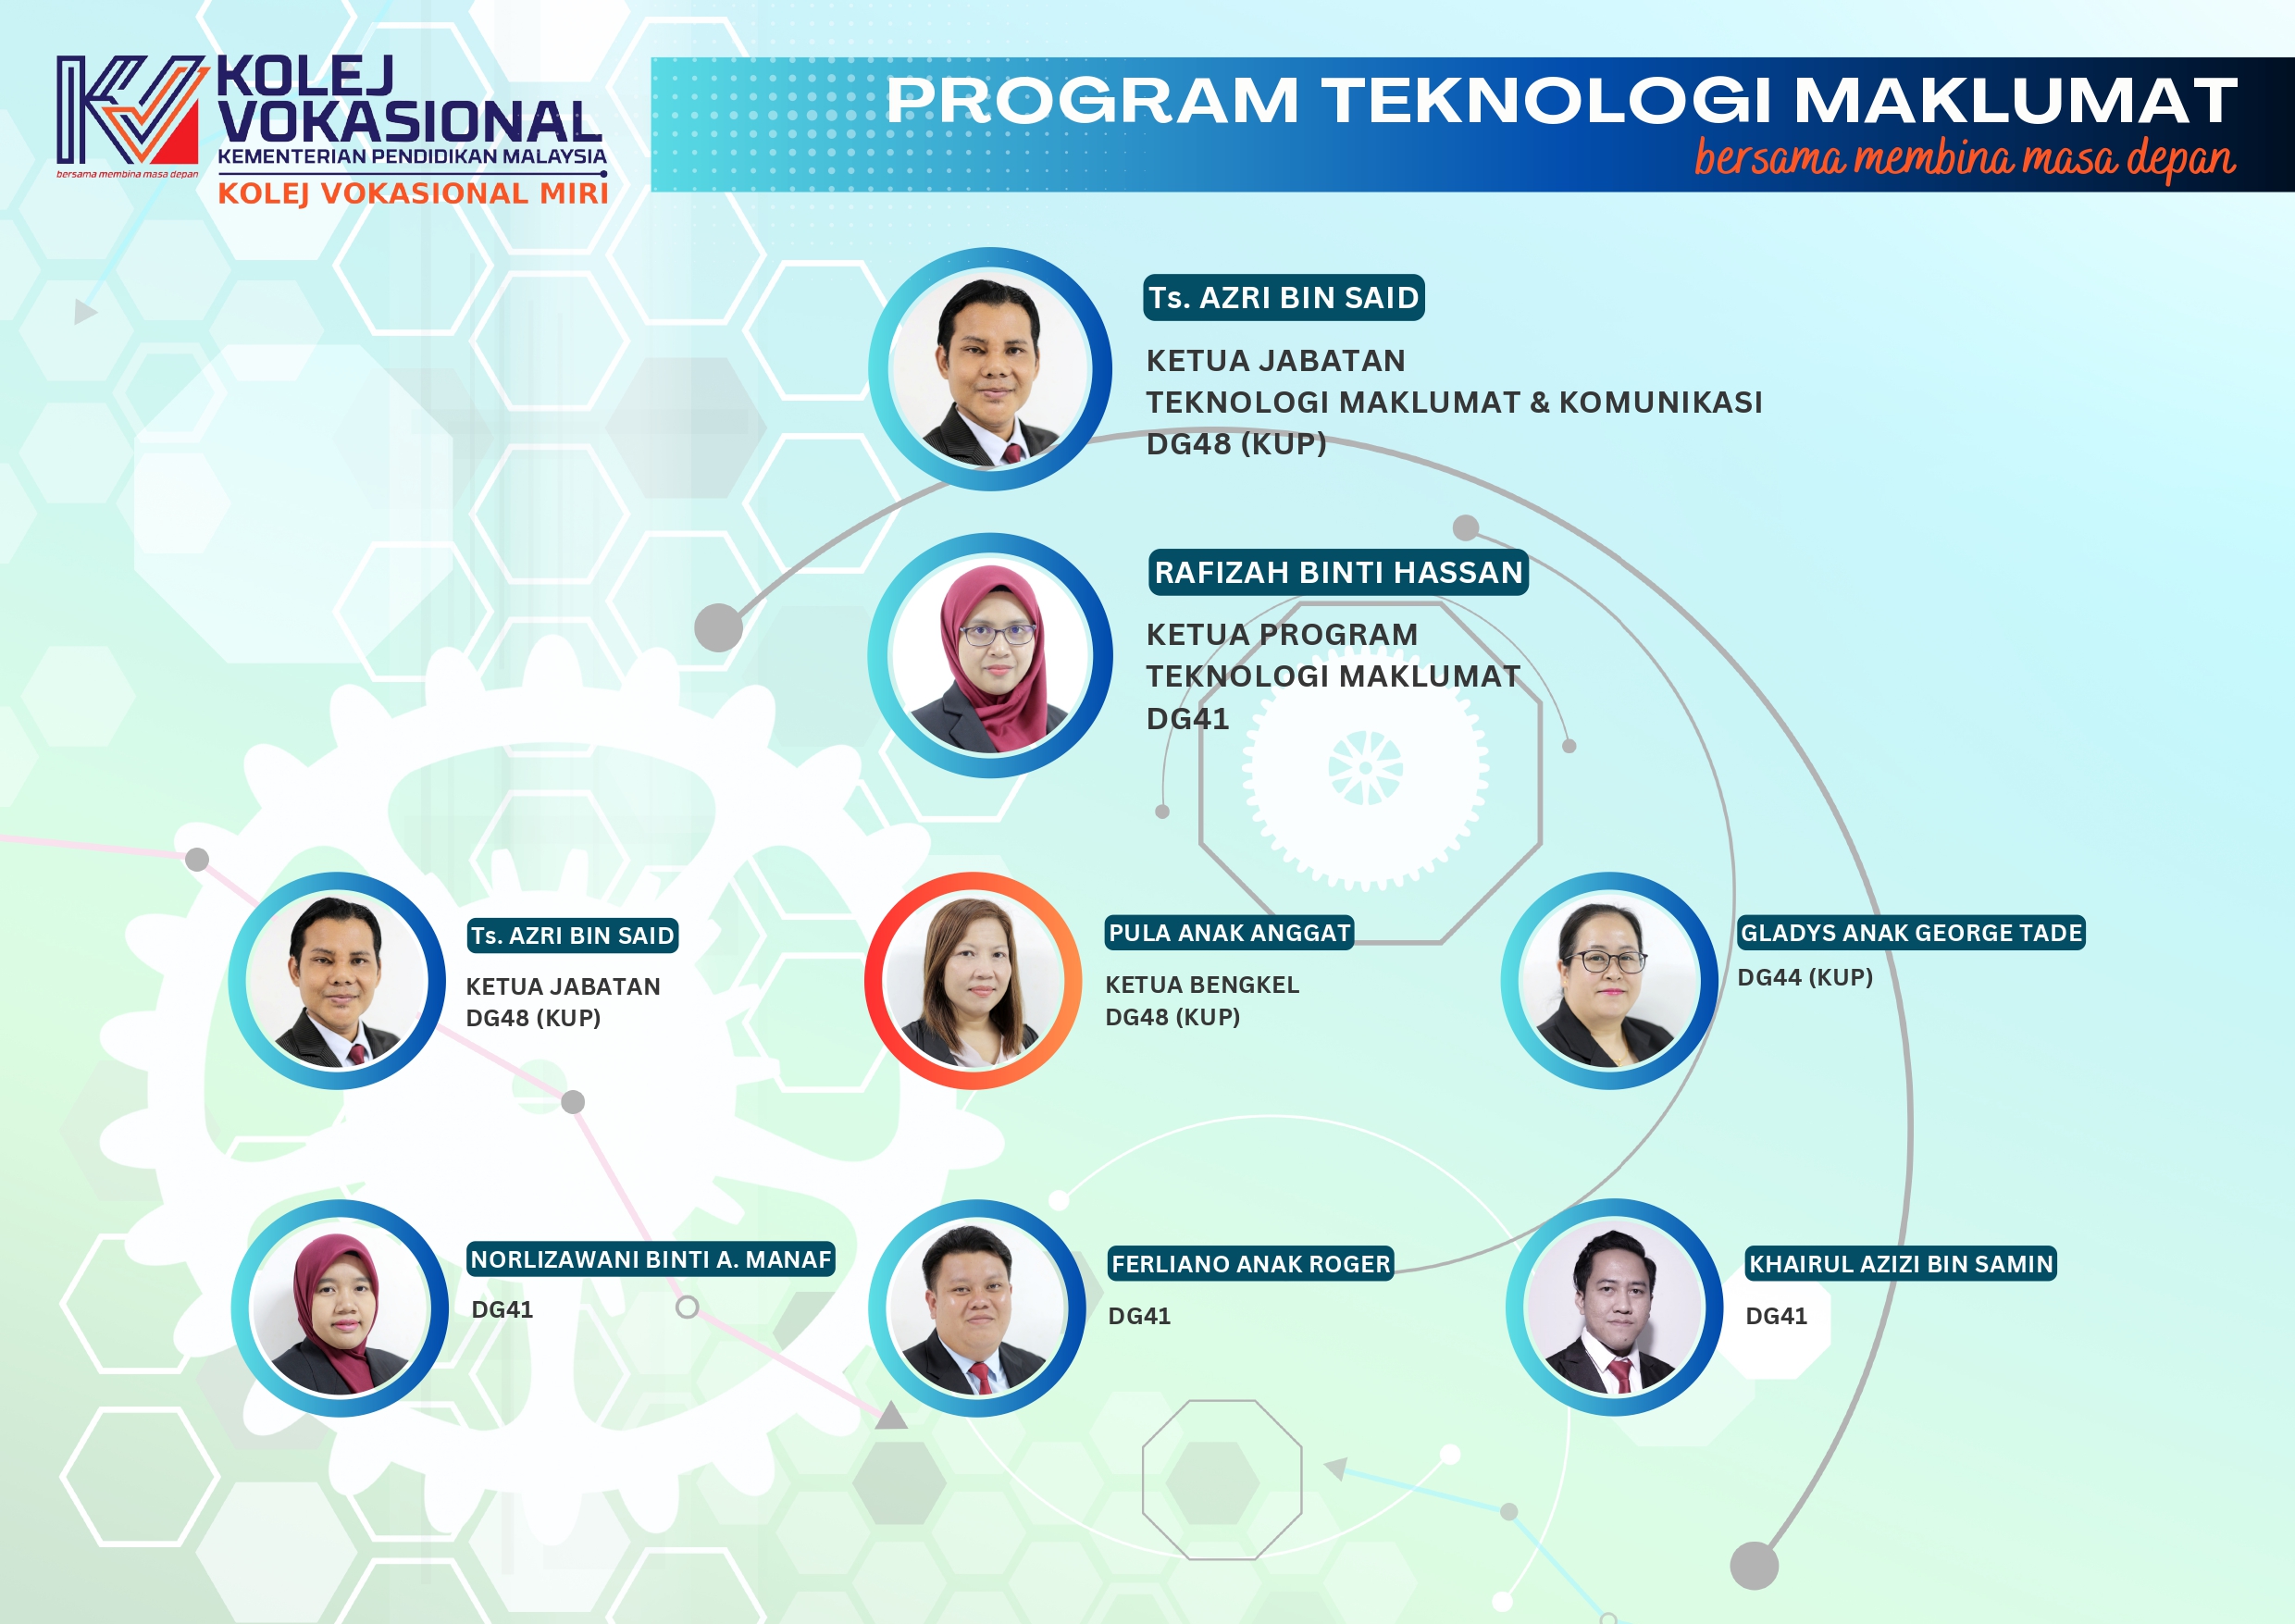 KOLEJ
VOKASIONAL
KEMENTERIAN PENDIDIKAN MALAYSIA
bersama membina masa depan
KOLEJ VOKASIONAL MIRI
PROGRAM TEKNOLOGI MAKLUMAT
bersama membina masa depan
Ts. AZRI BIN SAID
KETUA JABATAN
TEKNOLOGI MAKLUMAT & KOMUNIKASI
DG48 (KUP)
RAFIZAH BINTI HASSAN
KETUA PROGRAM
TEKNOLOGI MAKLUMAT
DG41
Ts. AZRI BIN SAID
KETUA JABATAN
DG48 (KUP)
PULA ANAK ANGGAT
KETUA BENGKEL
DG48 (KUP)
GLADYS ANAK GEORGE TADE
DG44 (KUP)
NORLIZAWANI BINTI A. MANAF
DG41
FERLIANO ANAK ROGER
DG41
KHAIRUL AZIZI BIN SAMIN
DG41